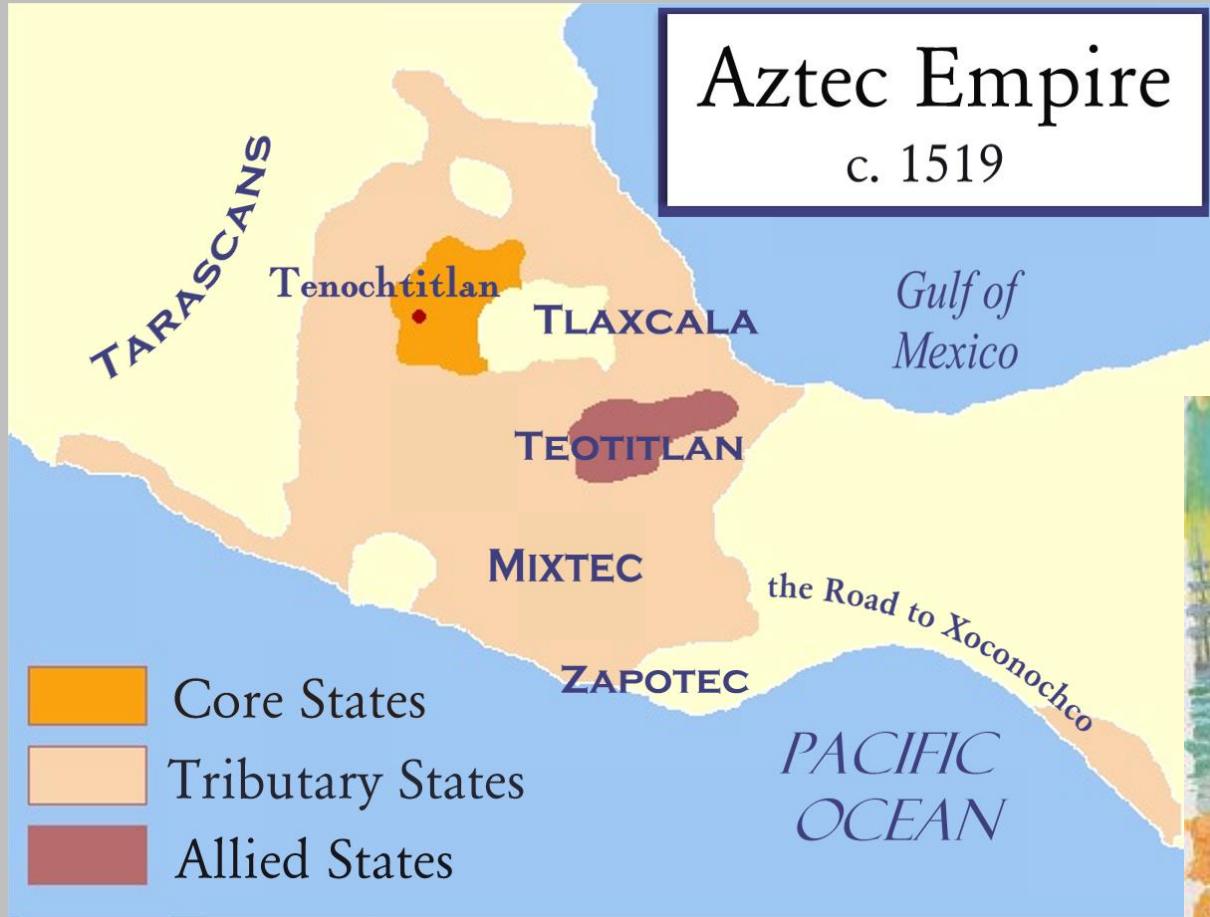 Aztec Empire
c. 1519
TARASCANS
Tenochtitlan
TLAXCALA
Gulf of
Mexico
TEOTITLAN
MIXTEC
the Road to Xoconochco
ZAPOTEC
PACIFIC
OCEAN
Core States
Tributary States
Allied States